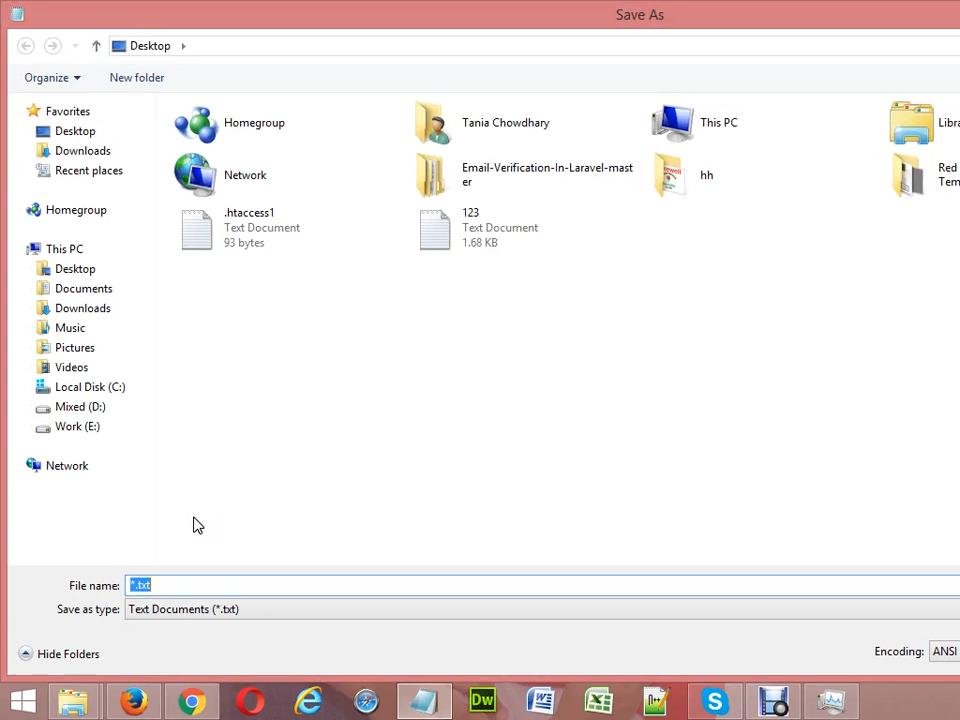 Save As
Desktop
Organize
New folder
Favorites
Desktop
Downloads
Recent places
Homegroup
This PC
Desktop
Documents
Downloads
Music
Pictures
Videos
Local Disk (C:)
Mixed (D:)
Work (E:)
Network
Homegroup
Tania Chowdhary
This PC
Network
Email-Verification-In-Laravel-mast
er
hh
Red
.htaccess1
Text Document
93 bytes
123
Text Document
1.68 KB
File name: *.txt
Save as type: Text Documents (*.txt)
Hide Folders
Encoding: ANSI
Dw